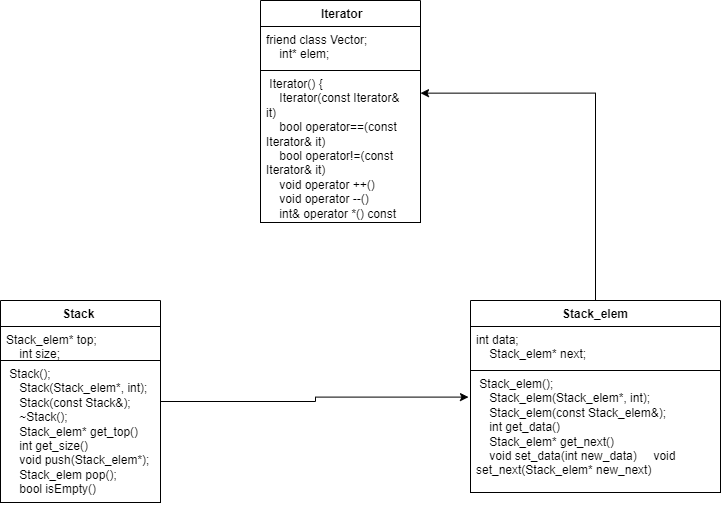 Iterator
friend class Vector;
int* elem;
Iterator() {
Iterator(const Iterator&
it)
bool operator==(const
Iterator& it)
bool operator!=(const
Iterator& it)
void operator ++()
void operator --()
int& operator *() const
Stack
Stack_elem* top;
int size;
Stack();
Stack(Stack_elem*, int);
Stack(const Stack&);
~Stack();
Stack_elem* get_top()
int get_size()
void push(Stack_elem*);
Stack_elem pop();
bool isEmpty()
Stack_elem
int data;
Stack_elem* next;
Stack_elem();
Stack_elem(Stack_elem*, int);
Stack_elem(const Stack_elem&);
int get_data()
Stack_elem* get_next()
void set_data(int new_data) void
set_next(Stack_elem* new_next)